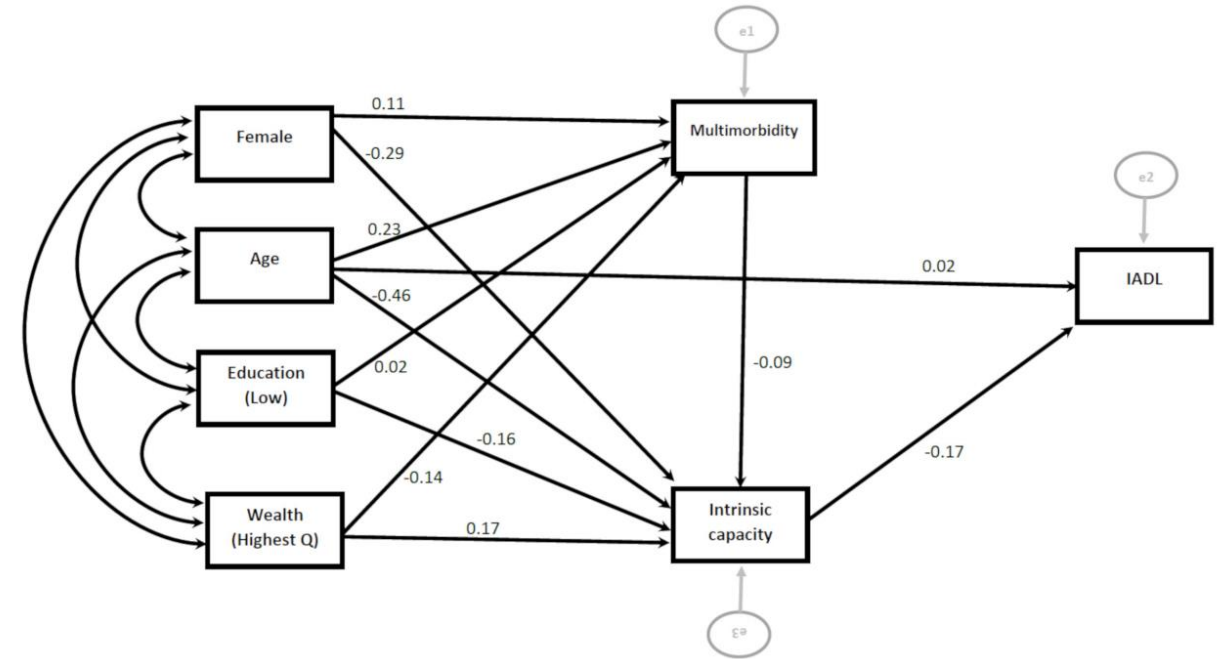 e1
0.11
Female
Multimorbidity
-0.29
e2
0.23
Age
0.02
IADL
-0.46
Education
(Low)
0.02
-0.09
-0.16
-0.17
-0.14
Wealth
(Highest Q)
0.17
Intrinsic
capacity
e3